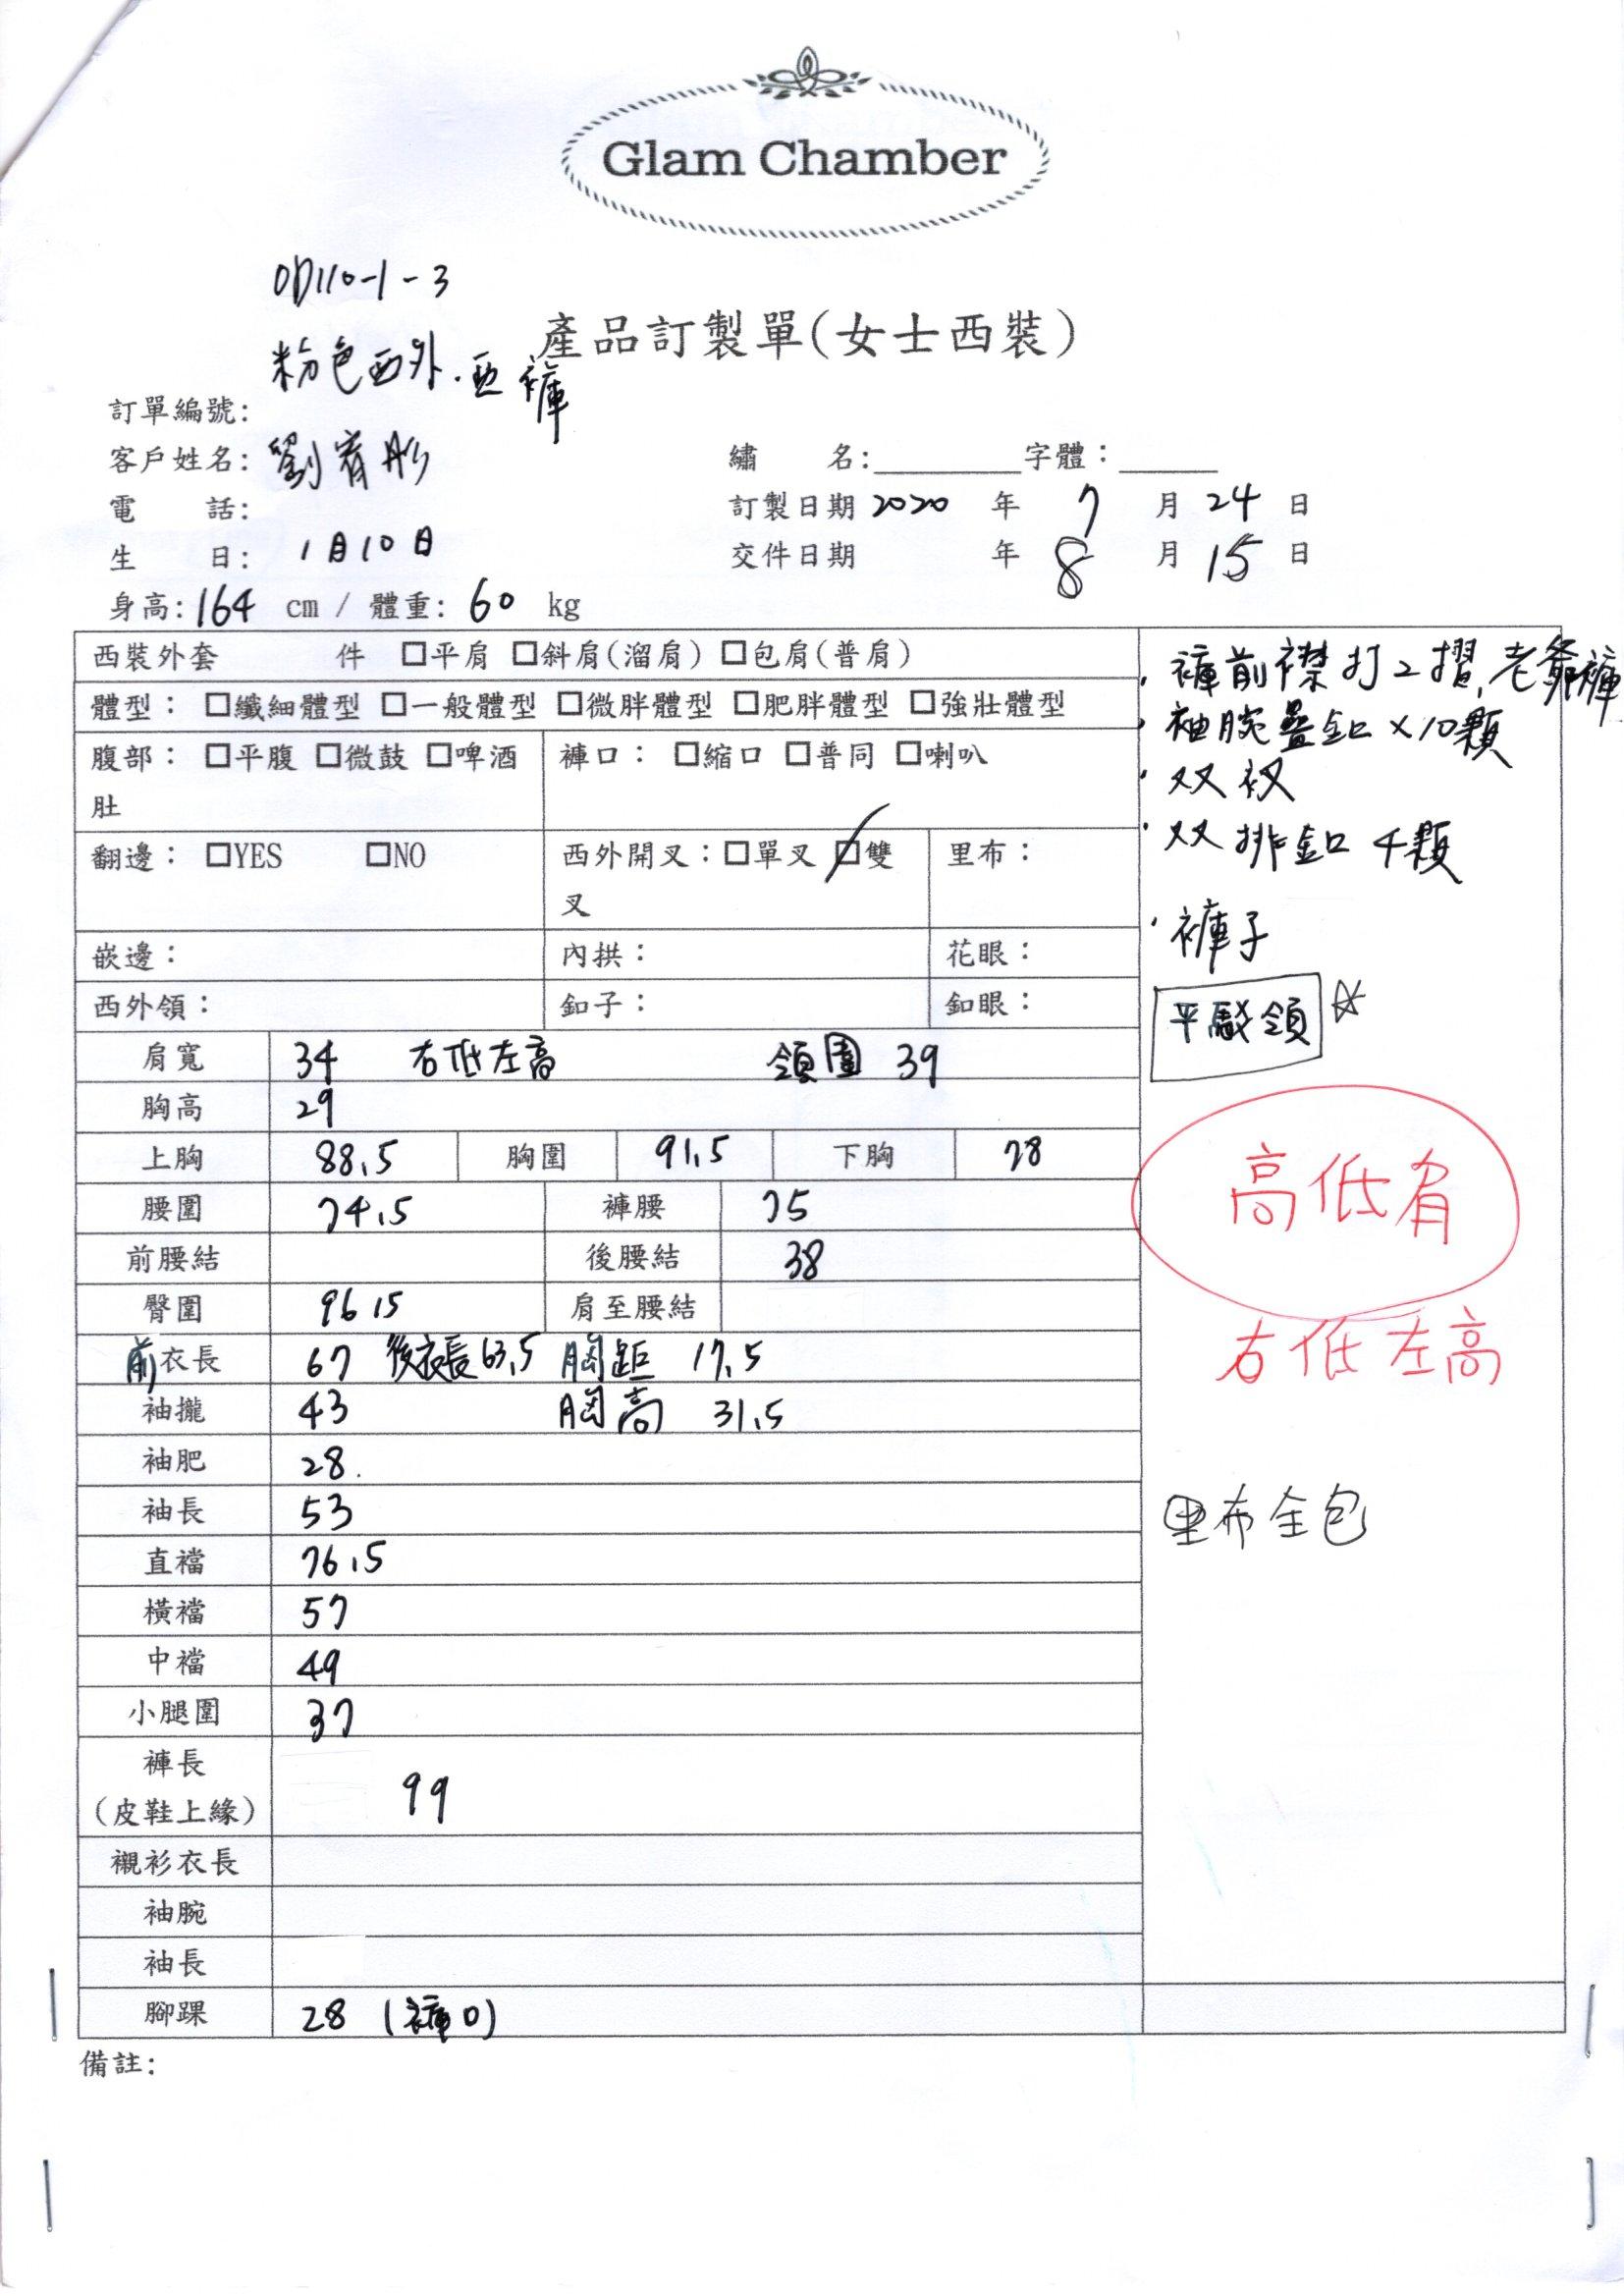 Glam Chamber
OD110-1-3
產品訂製單(女士西裝)
粉色西外.西褲
訂單編號:
客戶姓名: 劉宥彤 繡 名: 字體:
電 話: 訂製日期 2020 年 7 月 24 日
生 日: 1月10日 交件日期 年 8 月 15 日
身高: 164 cm / 體重: 60 kg
西裝外套 件 □平肩 □斜肩(溜肩) □包肩(普肩)
體型: □纖細體型 □一般體型 □微胖體型 □肥胖體型 □強壯體型
腹部: □平腹 □微鼓 □啤酒肚 褲口: □縮口 □普同 □喇叭
翻邊: □YES □NO 西外開叉: □單叉 ☑雙叉 里布:
嵌邊: 內拱: 花眼:
西外領: 釦子: 釦眼:
肩寬 34 右低左高 領圍 39
胸高 29
上胸 88.5 胸圍 91.5 下胸 78
腰圍 74.5 褲腰 75
前腰結 後腰結 38
臀圍 96.5 肩至腰結
前衣長 67 後衣長 63.5 胸距 17.5
袖攏 43 胸高 31.5
袖肥 28.
袖長 53
直襠 76.5
橫襠 57
中襠 49
小腿圍 37
褲長
(皮鞋上緣) 99
襯衫衣長
袖腕
袖長
腳踝 28 (褲口)
備註:
.褲前襟打2摺,老爺褲
.袖腕疊釦x10顆
.双衩
.双排釦 4顆
.褲子
平駁領 ☆
高低肩
右低左高
里布全包